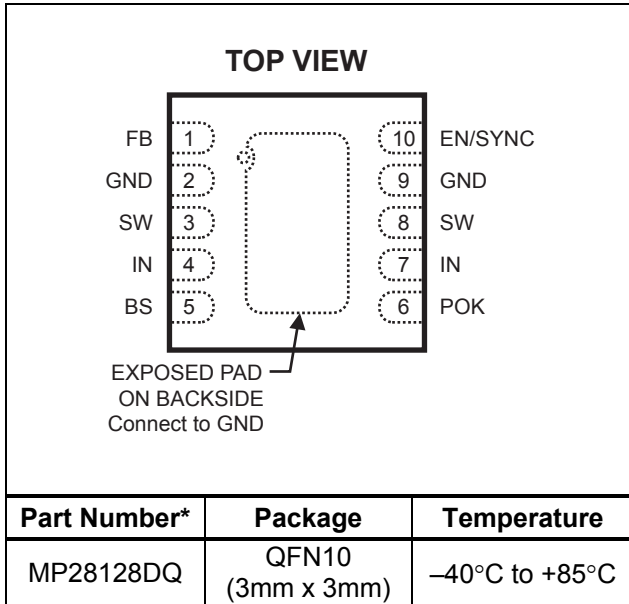 TOP VIEW
FB 1 10 EN/SYNC
GND 2 9 GND
SW 3 8 SW
IN 4 7 IN
BS 5 6 POK
EXPOSED PAD
ON BACKSIDE
Connect to GND
Part Number* Package Temperature
MP28128DQ QFN10 (3mm x 3mm) –40°C to +85°C